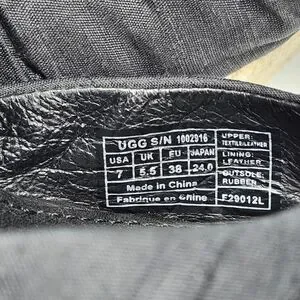 UGG S/N 1002916
USA UK EU JAPAN
7 5.5 38 24.0
Made in China
Fabriqué en Chine
UPPER:
TEXTILE/LEATHER
LINING:
LEATHER
OUTSOLE:
RUBBER
F29012L